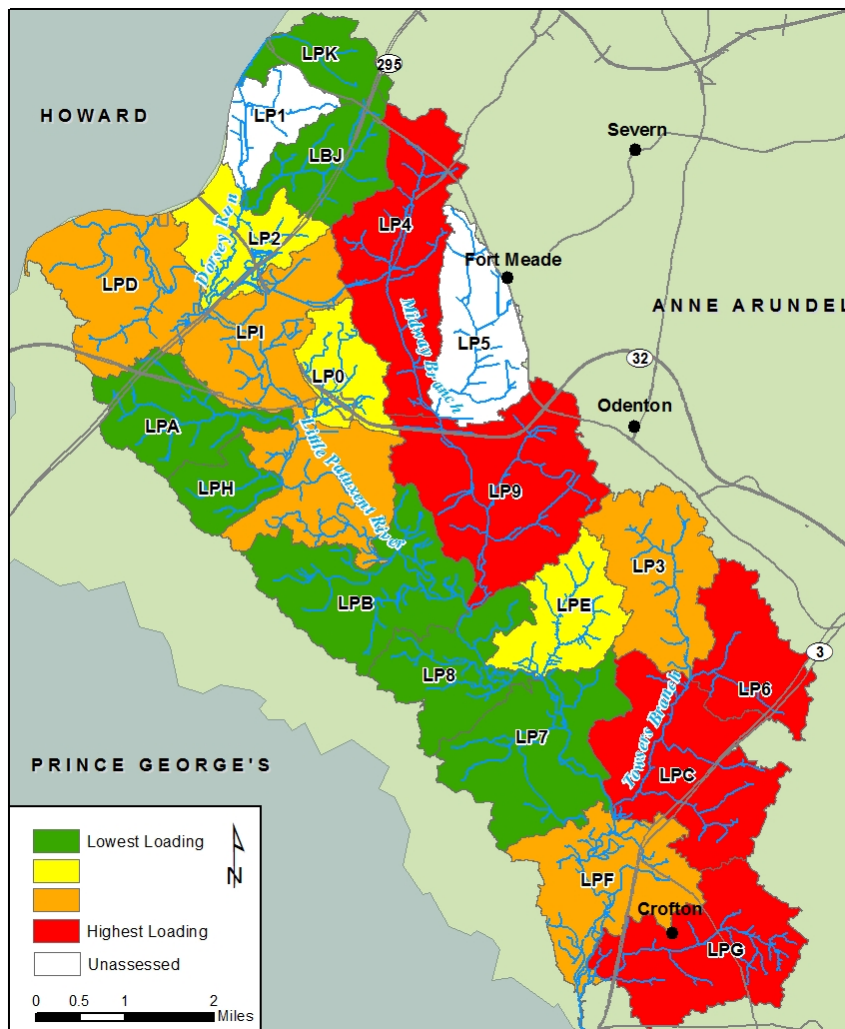 LPK
295
HOWARD
LP1
Severn
LBJ
LP4
LP2
Dorsey Run
Fort Meade
LPD
ANNE ARUNDEL
LPI
Midway Branch
LP5
32
LP0
Odenton
LPA
Little Patuxent River
LPH
LP9
LP3
LPB
LPE
3
LP8
LP6
Towsers Branch
LP7
PRINCE GEORGE'S
LPC
Lowest Loading
N
LPF
Crofton
Highest Loading
LPG
Unassessed
0 0.5 1 2
Miles